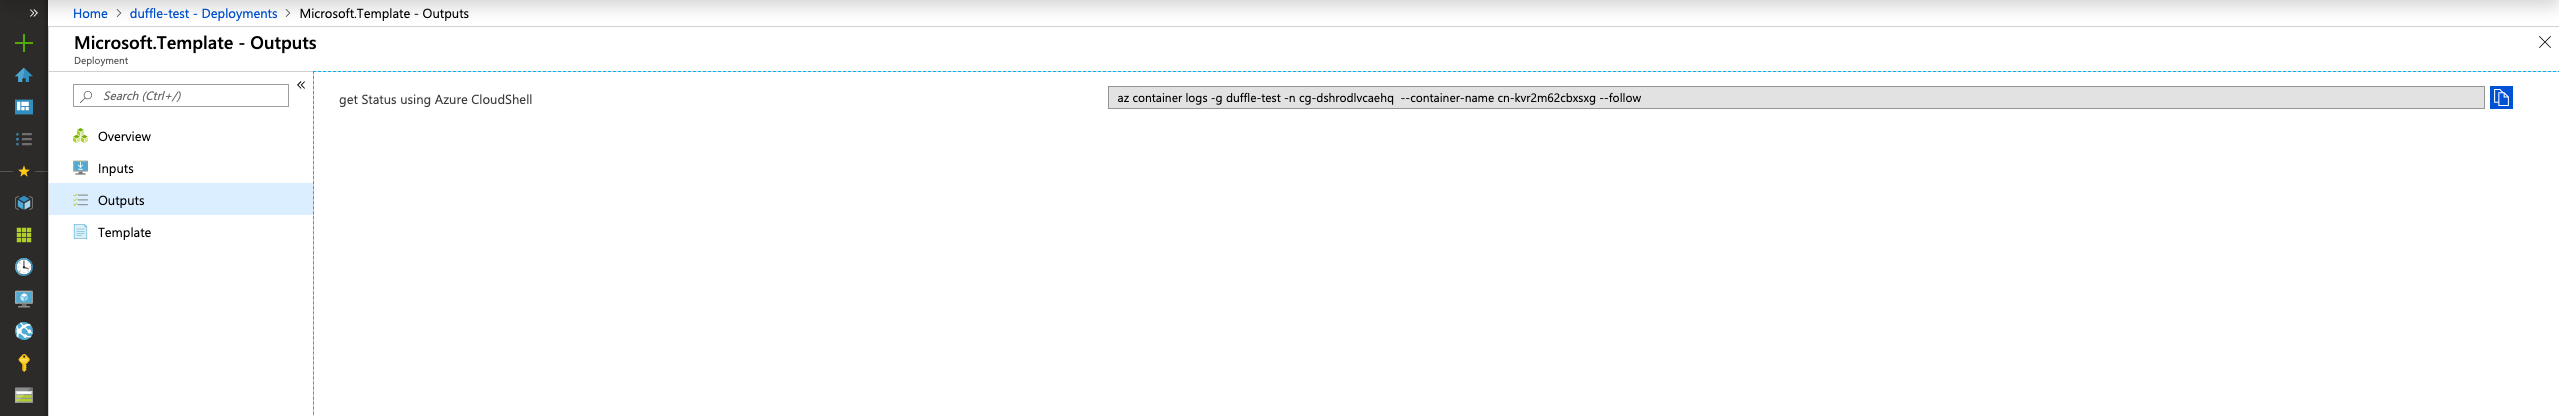 »
Home > duffle-test - Deployments > Microsoft.Template - Outputs
Microsoft.Template - Outputs
Deployment
Search (Ctrl+/)
«
Overview
Inputs
Outputs
Template
get Status using Azure CloudShell
az container logs -g duffle-test -n cg-dshrodlvcaehq  --container-name cn-kvr2m62cbxsxg --follow